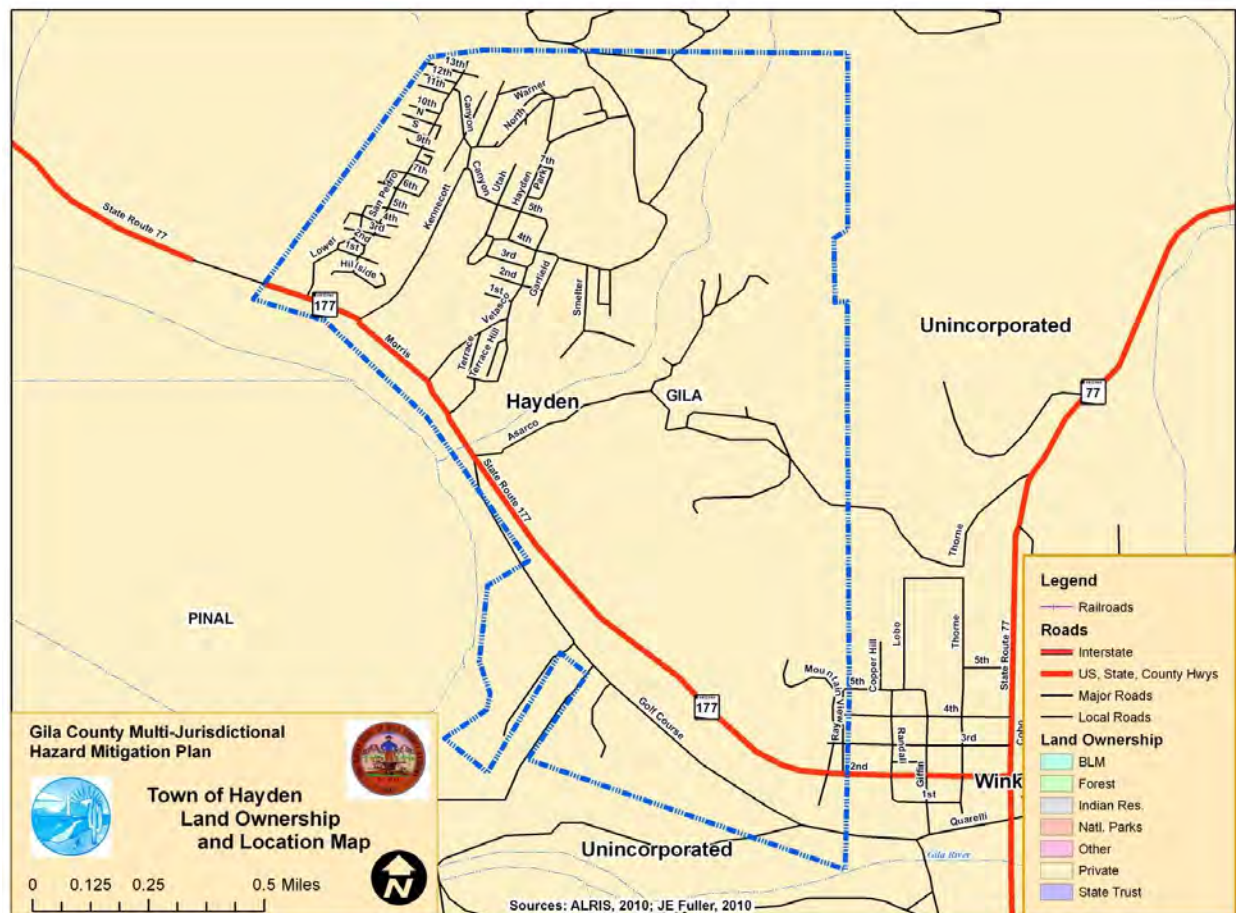 13th
12th
11th
10th
N
S
9th
7th
6th
5th
4th
3rd
2nd
1st
San Pedro
Lower
Hillside
Kennecott
Canyon
Canyon
Warner
North
Utah
Hayden
Park
7th
5th
4th
3rd
2nd
1st
Garfield
Velasco
Smelter
Terrace
Terrace Hill
State Route 77
177
Morris
Hayden
GILA
Asarco
State Route 177
Unincorporated
77
PINAL
177
Golf Course
Thorne
Mountain View
Ray
Copper Hill
Lobo
Thorne
State Route 77
5th
5th
4th
3rd
Randall
Griffin
2nd
1st
Wink
Quarelli
Gila River
Unincorporated
Legend
Railroads
Roads
Interstate
US, State, County Hwys
Major Roads
Local Roads
Land Ownership
BLM
Forest
Indian Res.
Natl. Parks
Other
Private
State Trust
Gila County Multi-Jurisdictional
Hazard Mitigation Plan
Town of Hayden
Land Ownership
and Location Map
N
0 0.125 0.25 0.5 Miles
Sources: ALRIS, 2010; JE Fuller, 2010